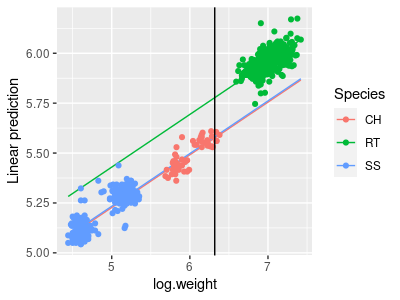 6.00
5.75
5.50
5.25
5.00
Linear prediction
5
6
7
log.weight
Species
CH
RT
SS